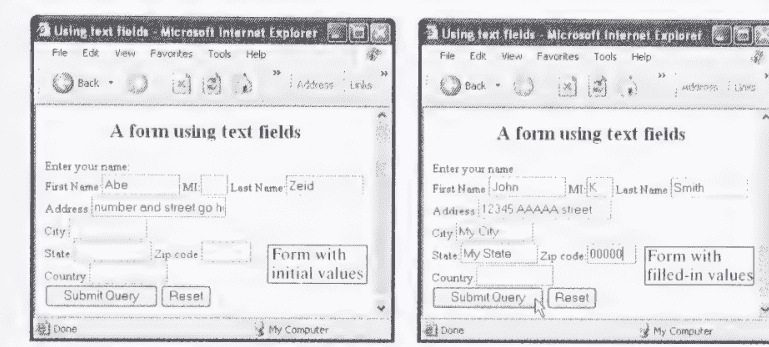 Using text fields - Microsoft Internet Explorer
File Edit View Favorites Tools Help
Back » Address Links »
A form using text fields
Enter your name:
First Name: Abe MI: Last Name: Zeid
Address: number and street go h
City:
State: Zip code:
Country:
Form with
initial values
Submit Query Reset
Done My Computer
Using text fields - Microsoft Internet Explorer
File Edit View Favorites Tools Help
Back » Address Links »
A form using text fields
Enter your name
First Name: John MI: K Last Name: Smith
Address: 12345 AAAAA street
City: My City
State: My State Zip code: 00000
Country:
Form with
filled-in values
Submit Query Reset
Done My Computer